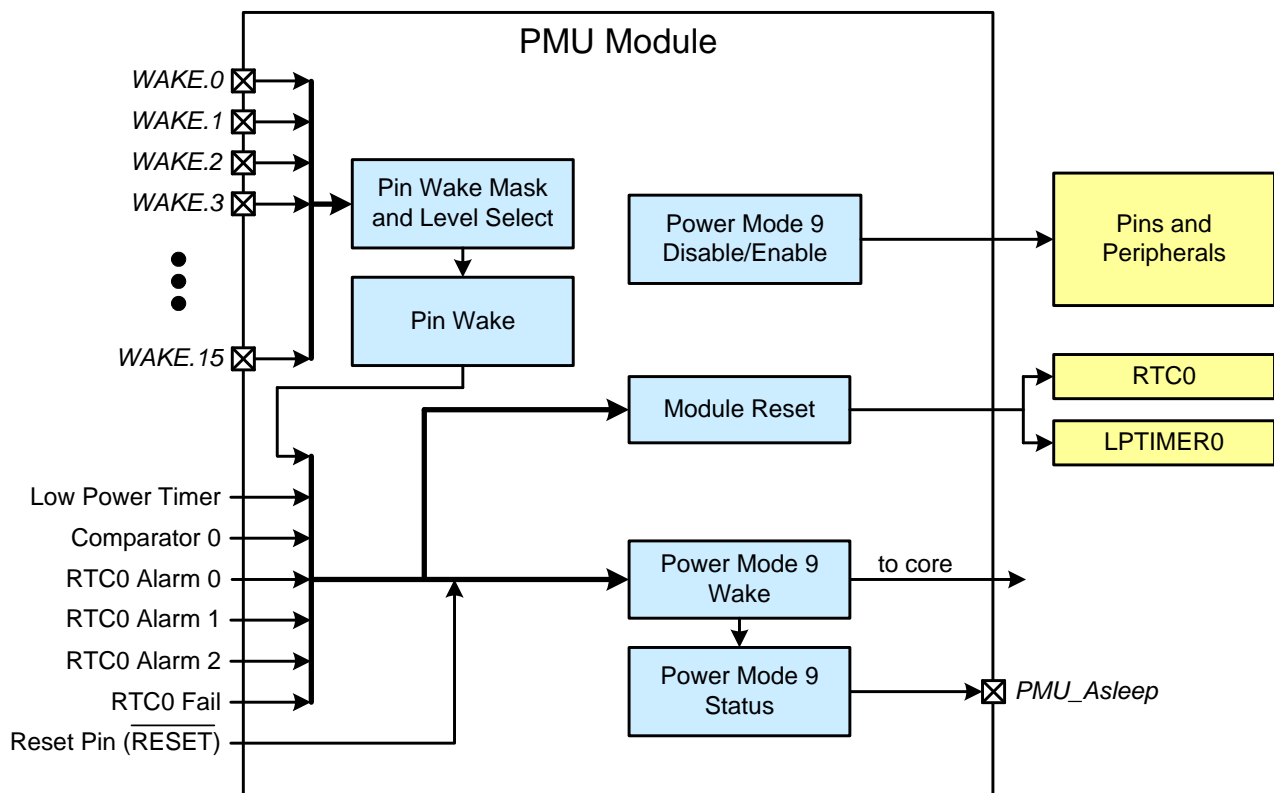 PMU Module
WAKE.0
WAKE.1
WAKE.2
WAKE.3
WAKE.15
Pin Wake Mask
and Level Select
Pin Wake
Power Mode 9
Disable/Enable
Pins and
Peripherals
Module Reset
RTC0
LPTIMER0
Low Power Timer
Comparator 0
RTC0 Alarm 0
RTC0 Alarm 1
RTC0 Alarm 2
RTC0 Fail
Reset Pin (RESET)
Power Mode 9
Wake
to core
Power Mode 9
Status
PMU_Asleep